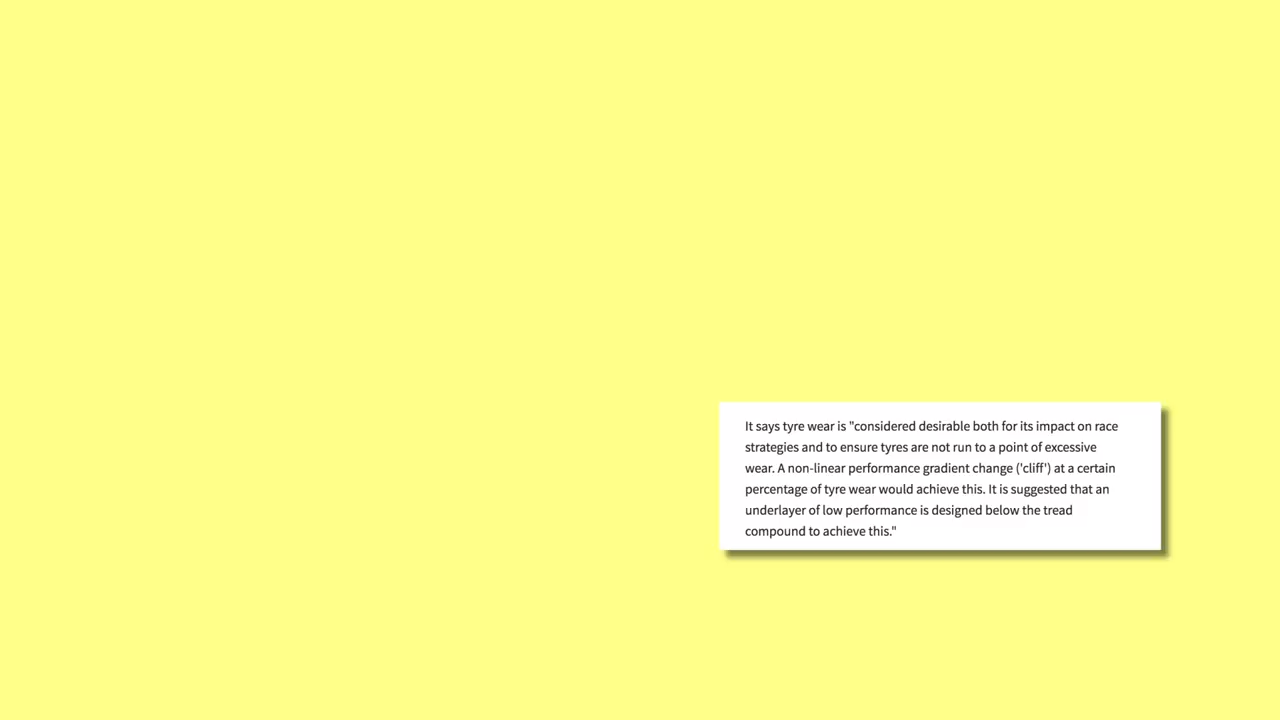 It says tyre wear is "considered desirable both for its impact on race
strategies and to ensure tyres are not run to a point of excessive
wear. A non-linear performance gradient change ('cliff') at a certain
percentage of tyre wear would achieve this. It is suggested that an
underlayer of low performance is designed below the tread
compound to achieve this."